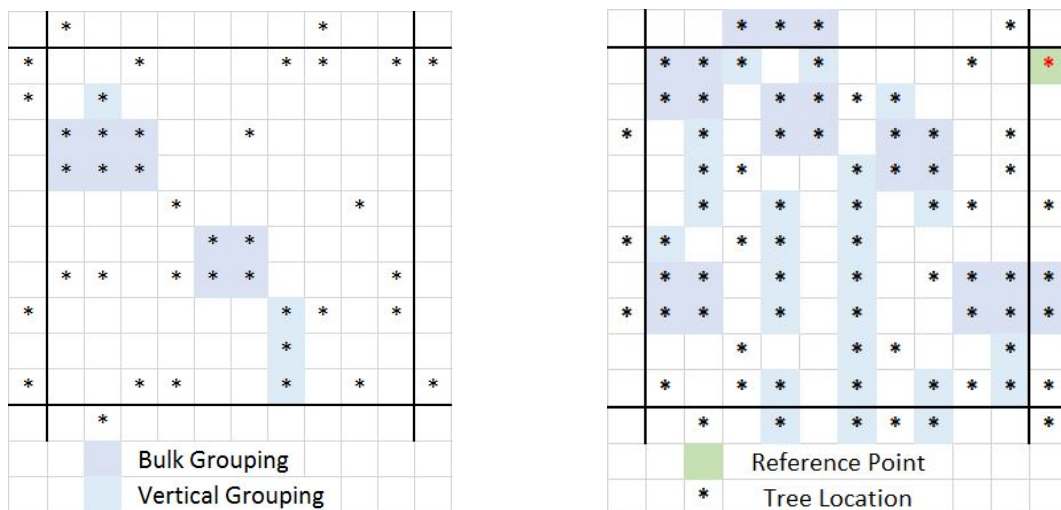 Bulk Grouping
Vertical Grouping
Reference Point
* Tree Location